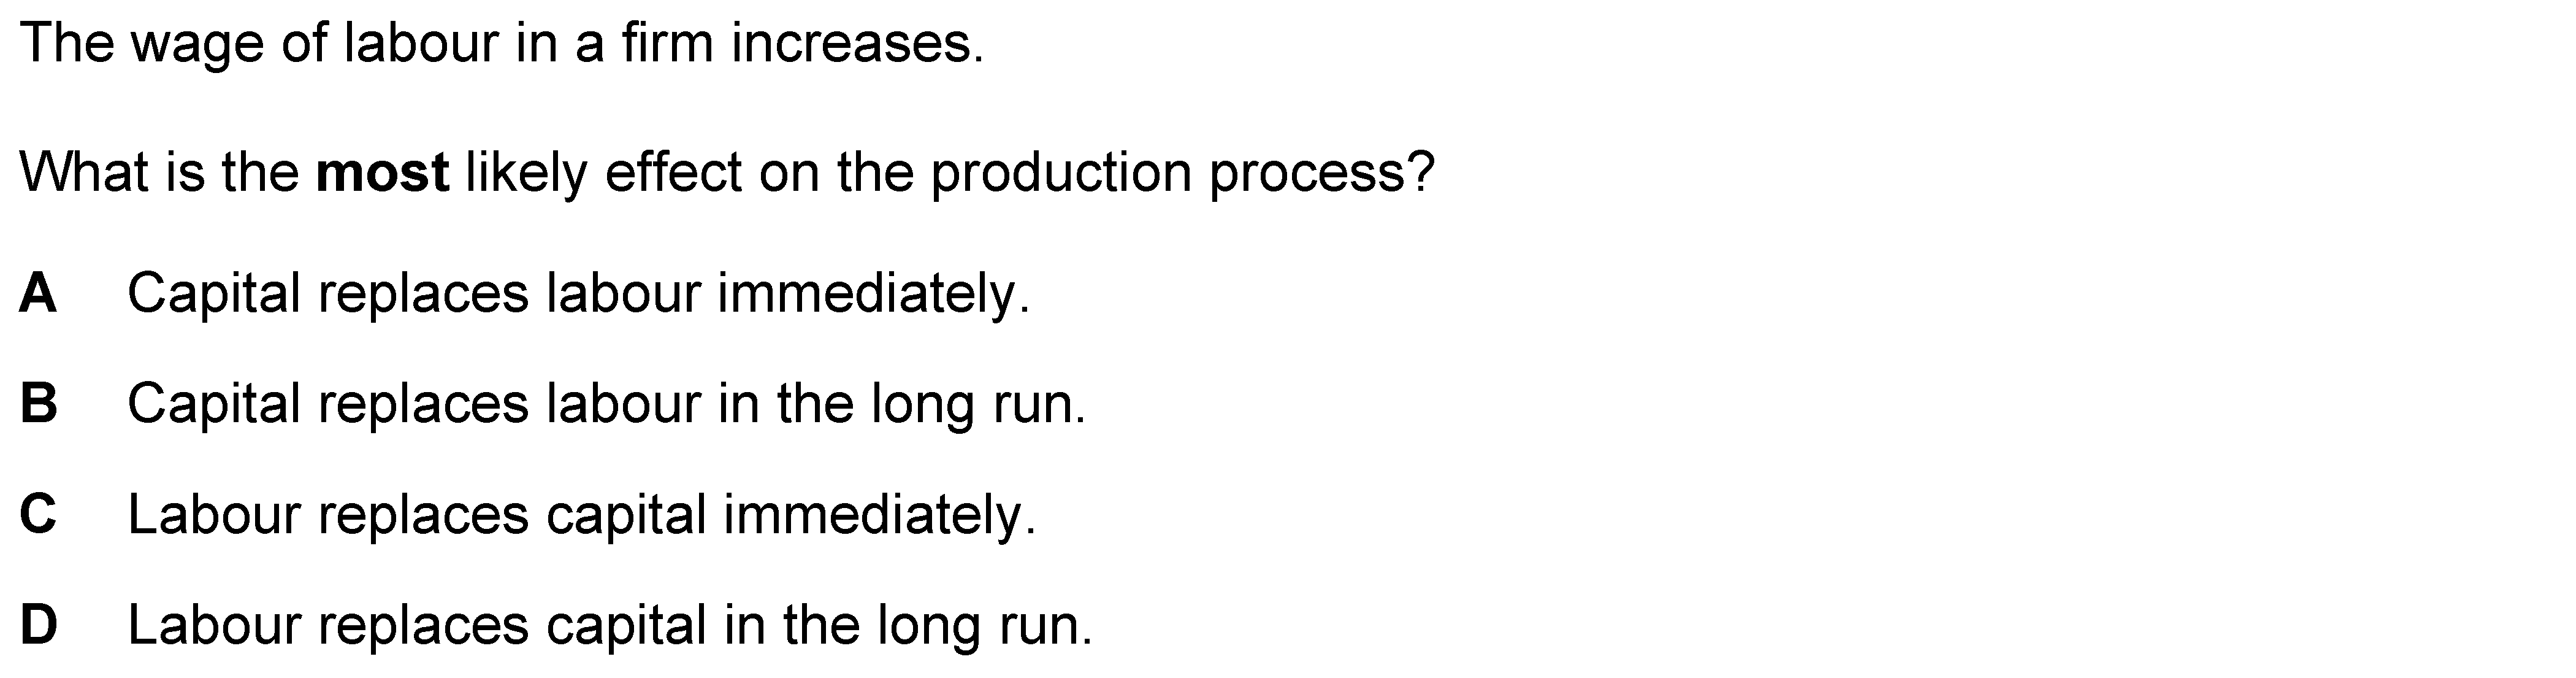 The wage of labour in a firm increases.
What is the most likely effect on the production process?
A Capital replaces labour immediately.
B Capital replaces labour in the long run.
C Labour replaces capital immediately.
D Labour replaces capital in the long run.